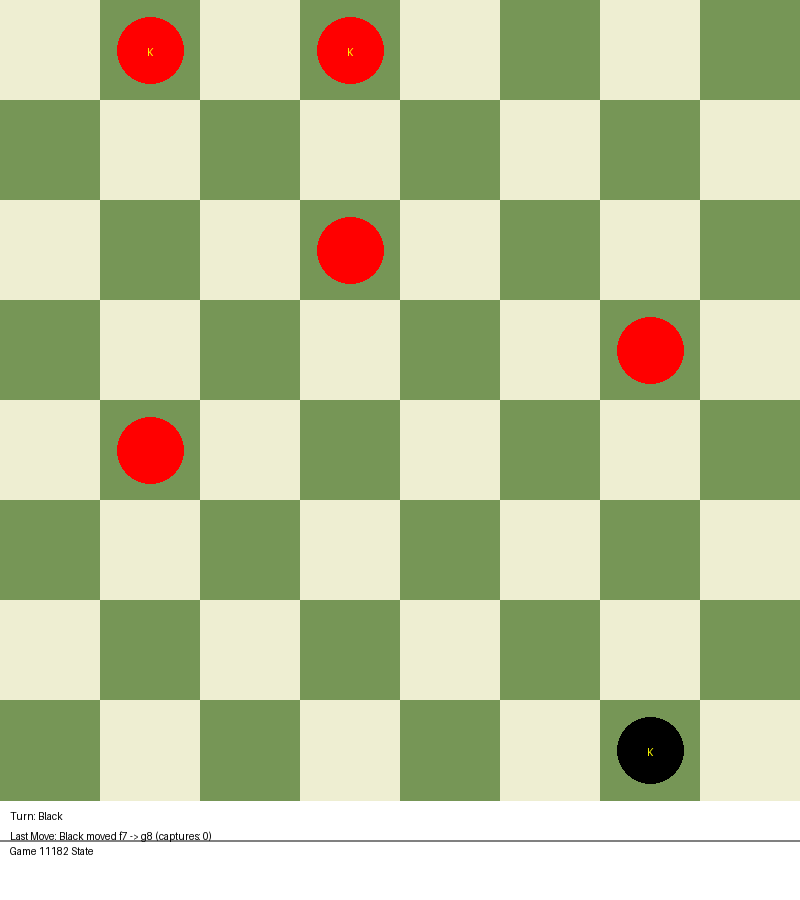 K K
K
Turn: Black
Last Move: Black moved f7 -> g8 (captures: 0)
Game 11182 State